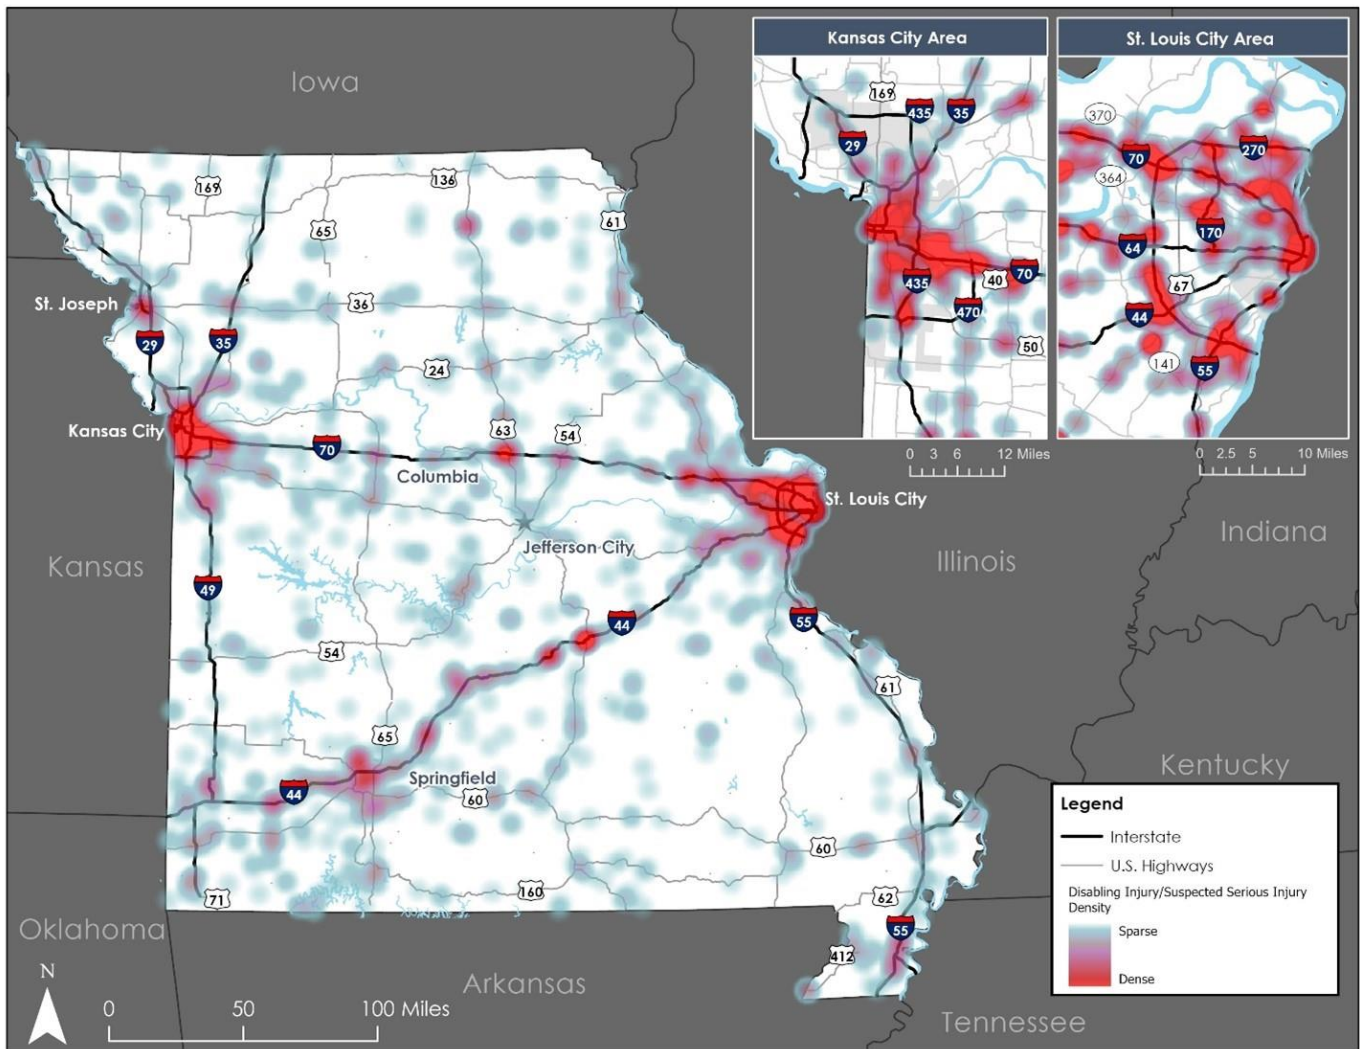 Iowa
Kansas City Area
St. Louis City Area
169
435
35
29
435
40
70
470
50
0 3 6 12 Miles
370
70
270
364
64
170
67
44
141
55
0 2.5 5 10 Miles
169
136
65
61
St. Joseph
36
29
35
24
Kansas City
63
54
70
Columbia
St. Louis City
Jefferson City
Kansas
Illinois
Indiana
49
44
55
54
61
65
Springfield
44
60
Kentucky
60
71
160
62
55
412
Oklahoma
Arkansas
Tennessee
N
0 50 100 Miles
Legend
Interstate
U.S. Highways
Disabling Injury/Suspected Serious Injury
Density
Sparse
Dense